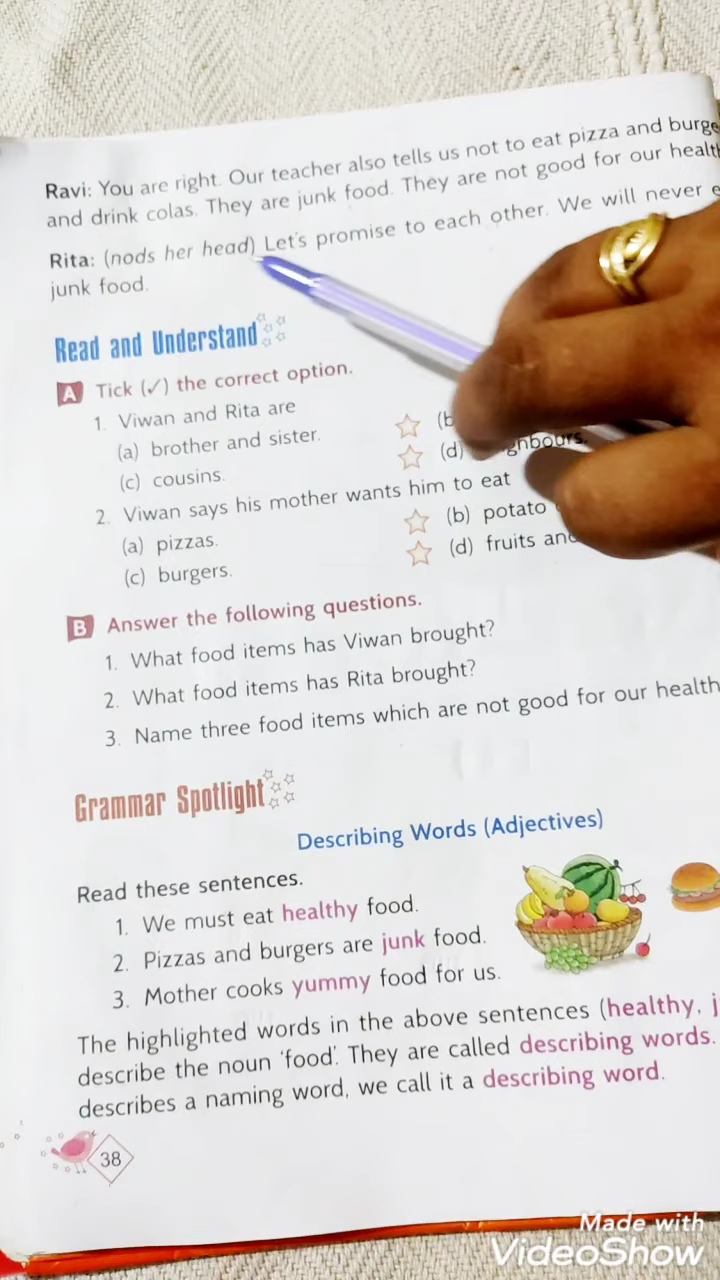 Ravi: You are right. Our teacher also tells us not to eat pizza and burge
and drink colas. They are junk food. They are not good for our healt
Rita: (nods her head) Let's promise to each other. We will never
junk food.
Read and Understand
A Tick (✓) the correct option.
1. Viwan and Rita are
(a) brother and sister. (b
(c) cousins. (d) ghbours.
2. Viwan says his mother wants him to eat
(a) pizzas. (b) potato
(c) burgers. (d) fruits and
B Answer the following questions.
1. What food items has Viwan brought?
2. What food items has Rita brought?
3. Name three food items which are not good for our health
Grammar Spotlight
Describing Words (Adjectives)
Read these sentences.
1. We must eat healthy food.
2. Pizzas and burgers are junk food.
3. Mother cooks yummy food for us.
The highlighted words in the above sentences (healthy, j
describe the noun 'food'. They are called describing words.
describes a naming word, we call it a describing word.
38
Made with
VideoShow